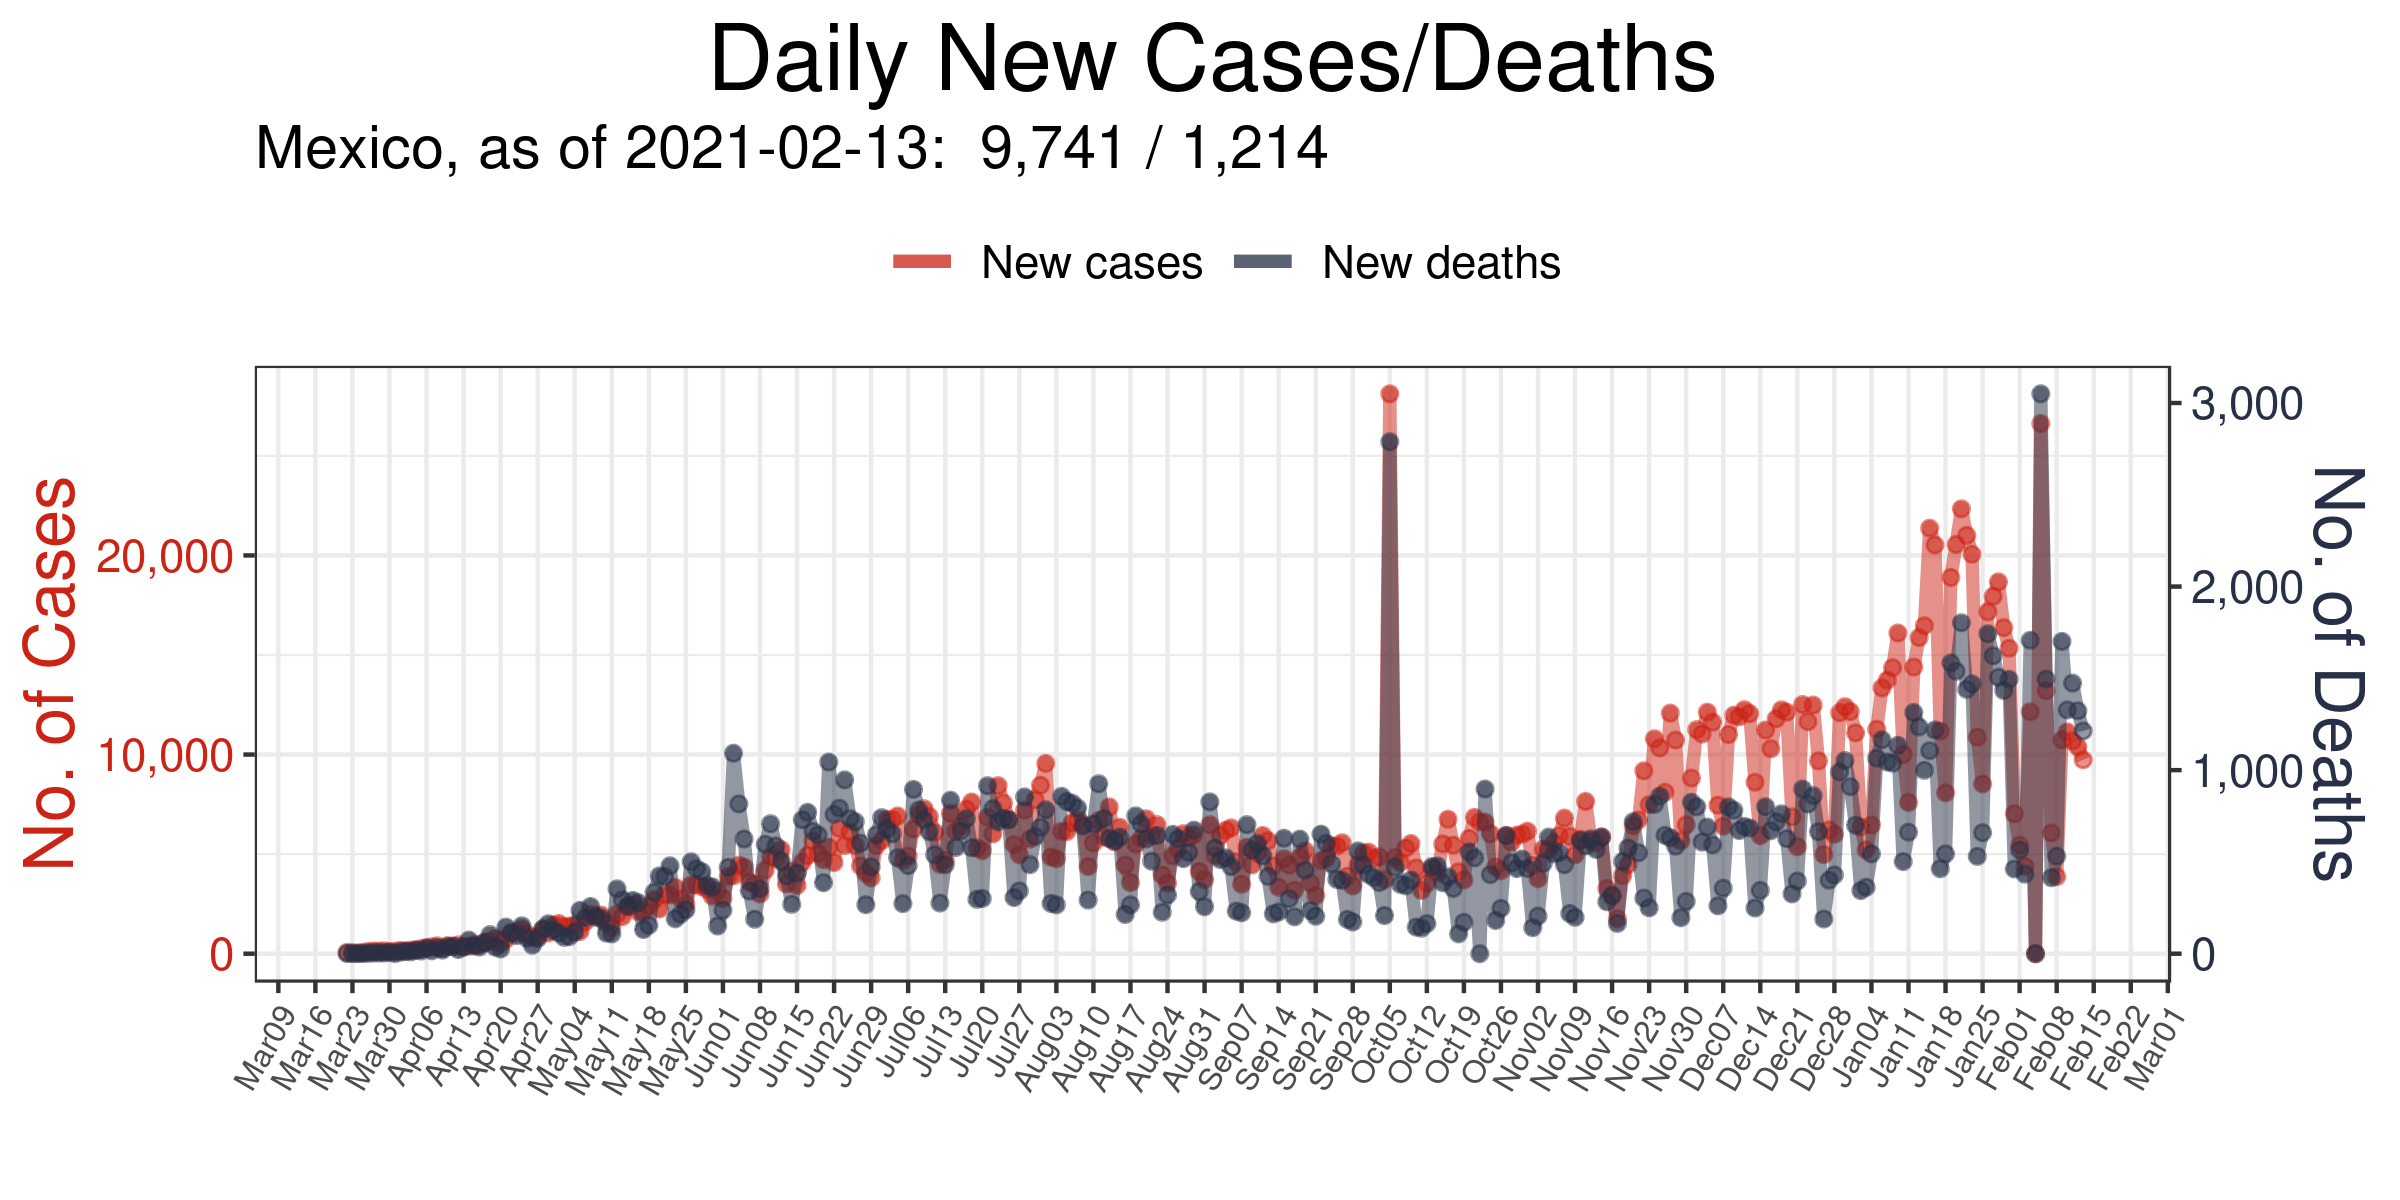 Daily New Cases/Deaths
Mexico, as of 2021-02-13:  9,741 / 1,214
New cases
New deaths
No. of Cases
20,000
10,000
0
3,000
2,000
1,000
0
No. of Deaths
Mar09
Mar16
Mar23
Mar30
Apr06
Apr13
Apr20
Apr27
May04
May11
May18
May25
Jun01
Jun08
Jun15
Jun22
Jun29
Jul06
Jul13
Jul20
Jul27
Aug03
Aug10
Aug17
Aug24
Aug31
Sep07
Sep14
Sep21
Sep28
Oct05
Oct12
Oct19
Oct26
Nov02
Nov09
Nov16
Nov23
Nov30
Dec07
Dec14
Dec21
Dec28
Jan04
Jan11
Jan18
Jan25
Feb01
Feb08
Feb15
Feb22
Mar01